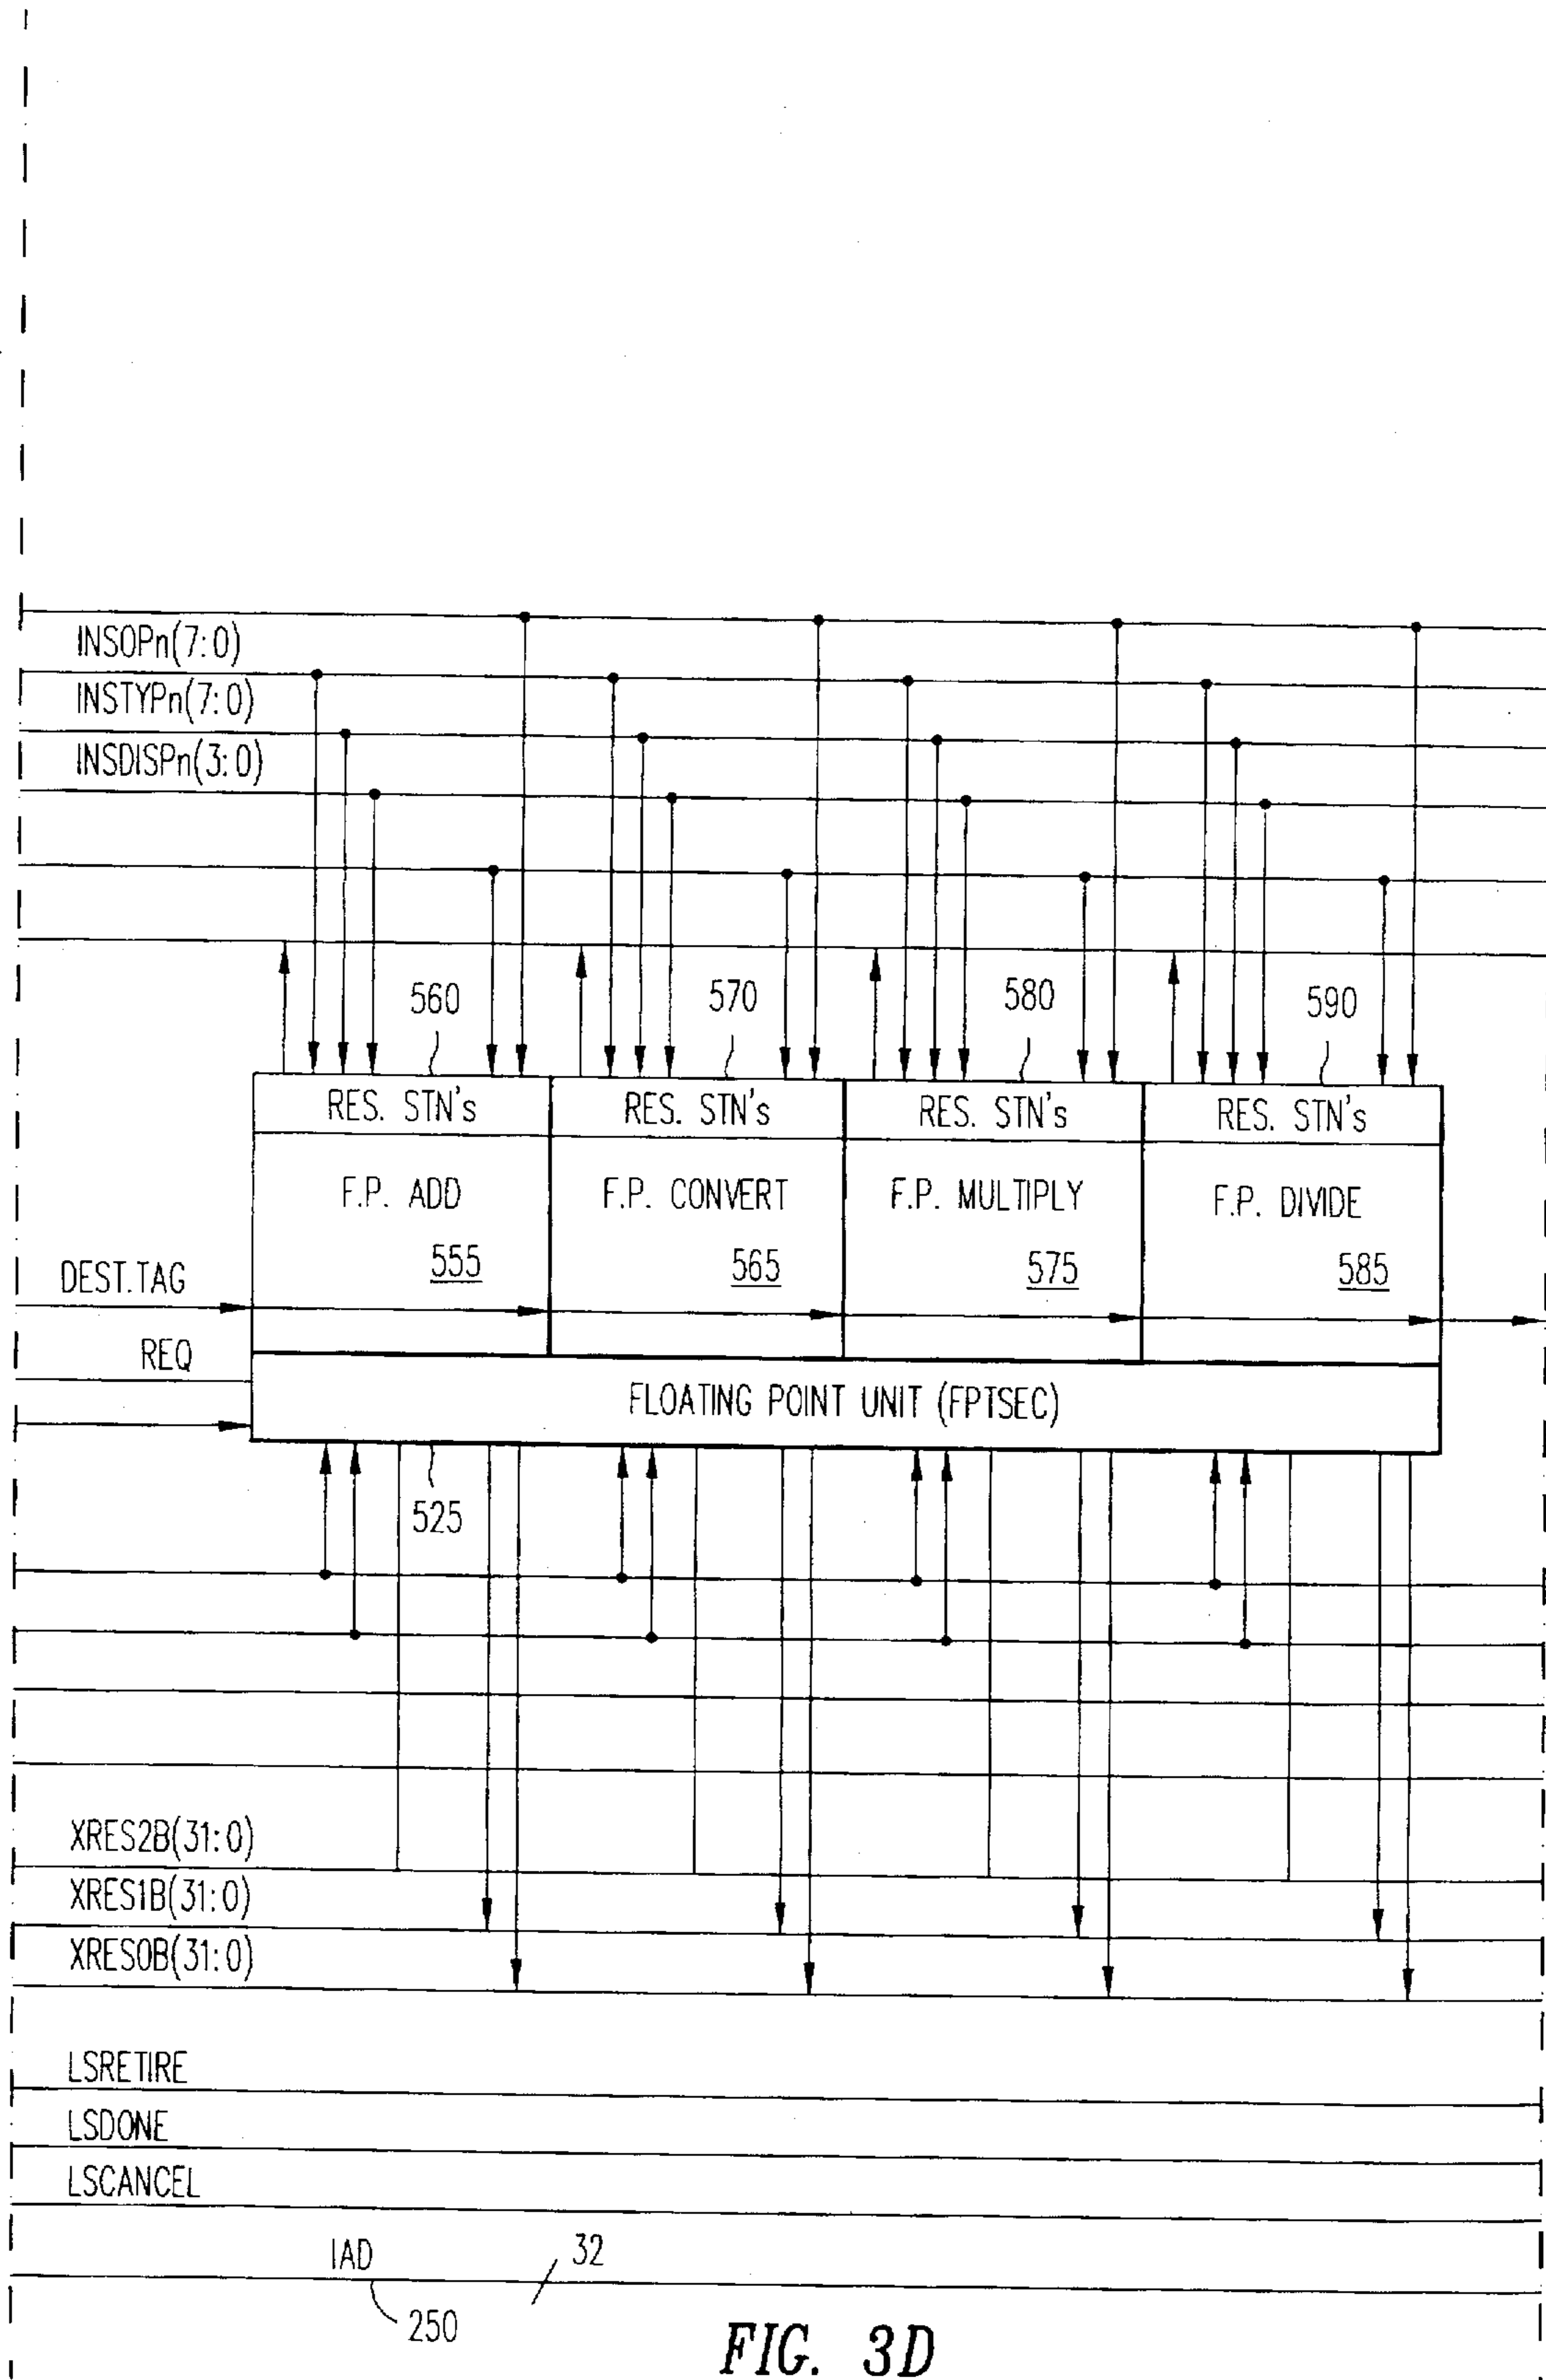 INSOPn(7:0)
INSTYPn(7:0)
INSDISPn(3:0)
560 570 580 590
RES. STN's RES. STN's RES. STN's RES. STN's
F.P. ADD F.P. CONVERT F.P. MULTIPLY F.P. DIVIDE
555 565 575 585
DEST.TAG
REQ
FLOATING POINT UNIT (FPTSEC)
525
XRES2B(31:0)
XRES1B(31:0)
XRES0B(31:0)
LSRETIRE
LSDONE
LSCANCEL
IAD 32
250
FIG. 3D